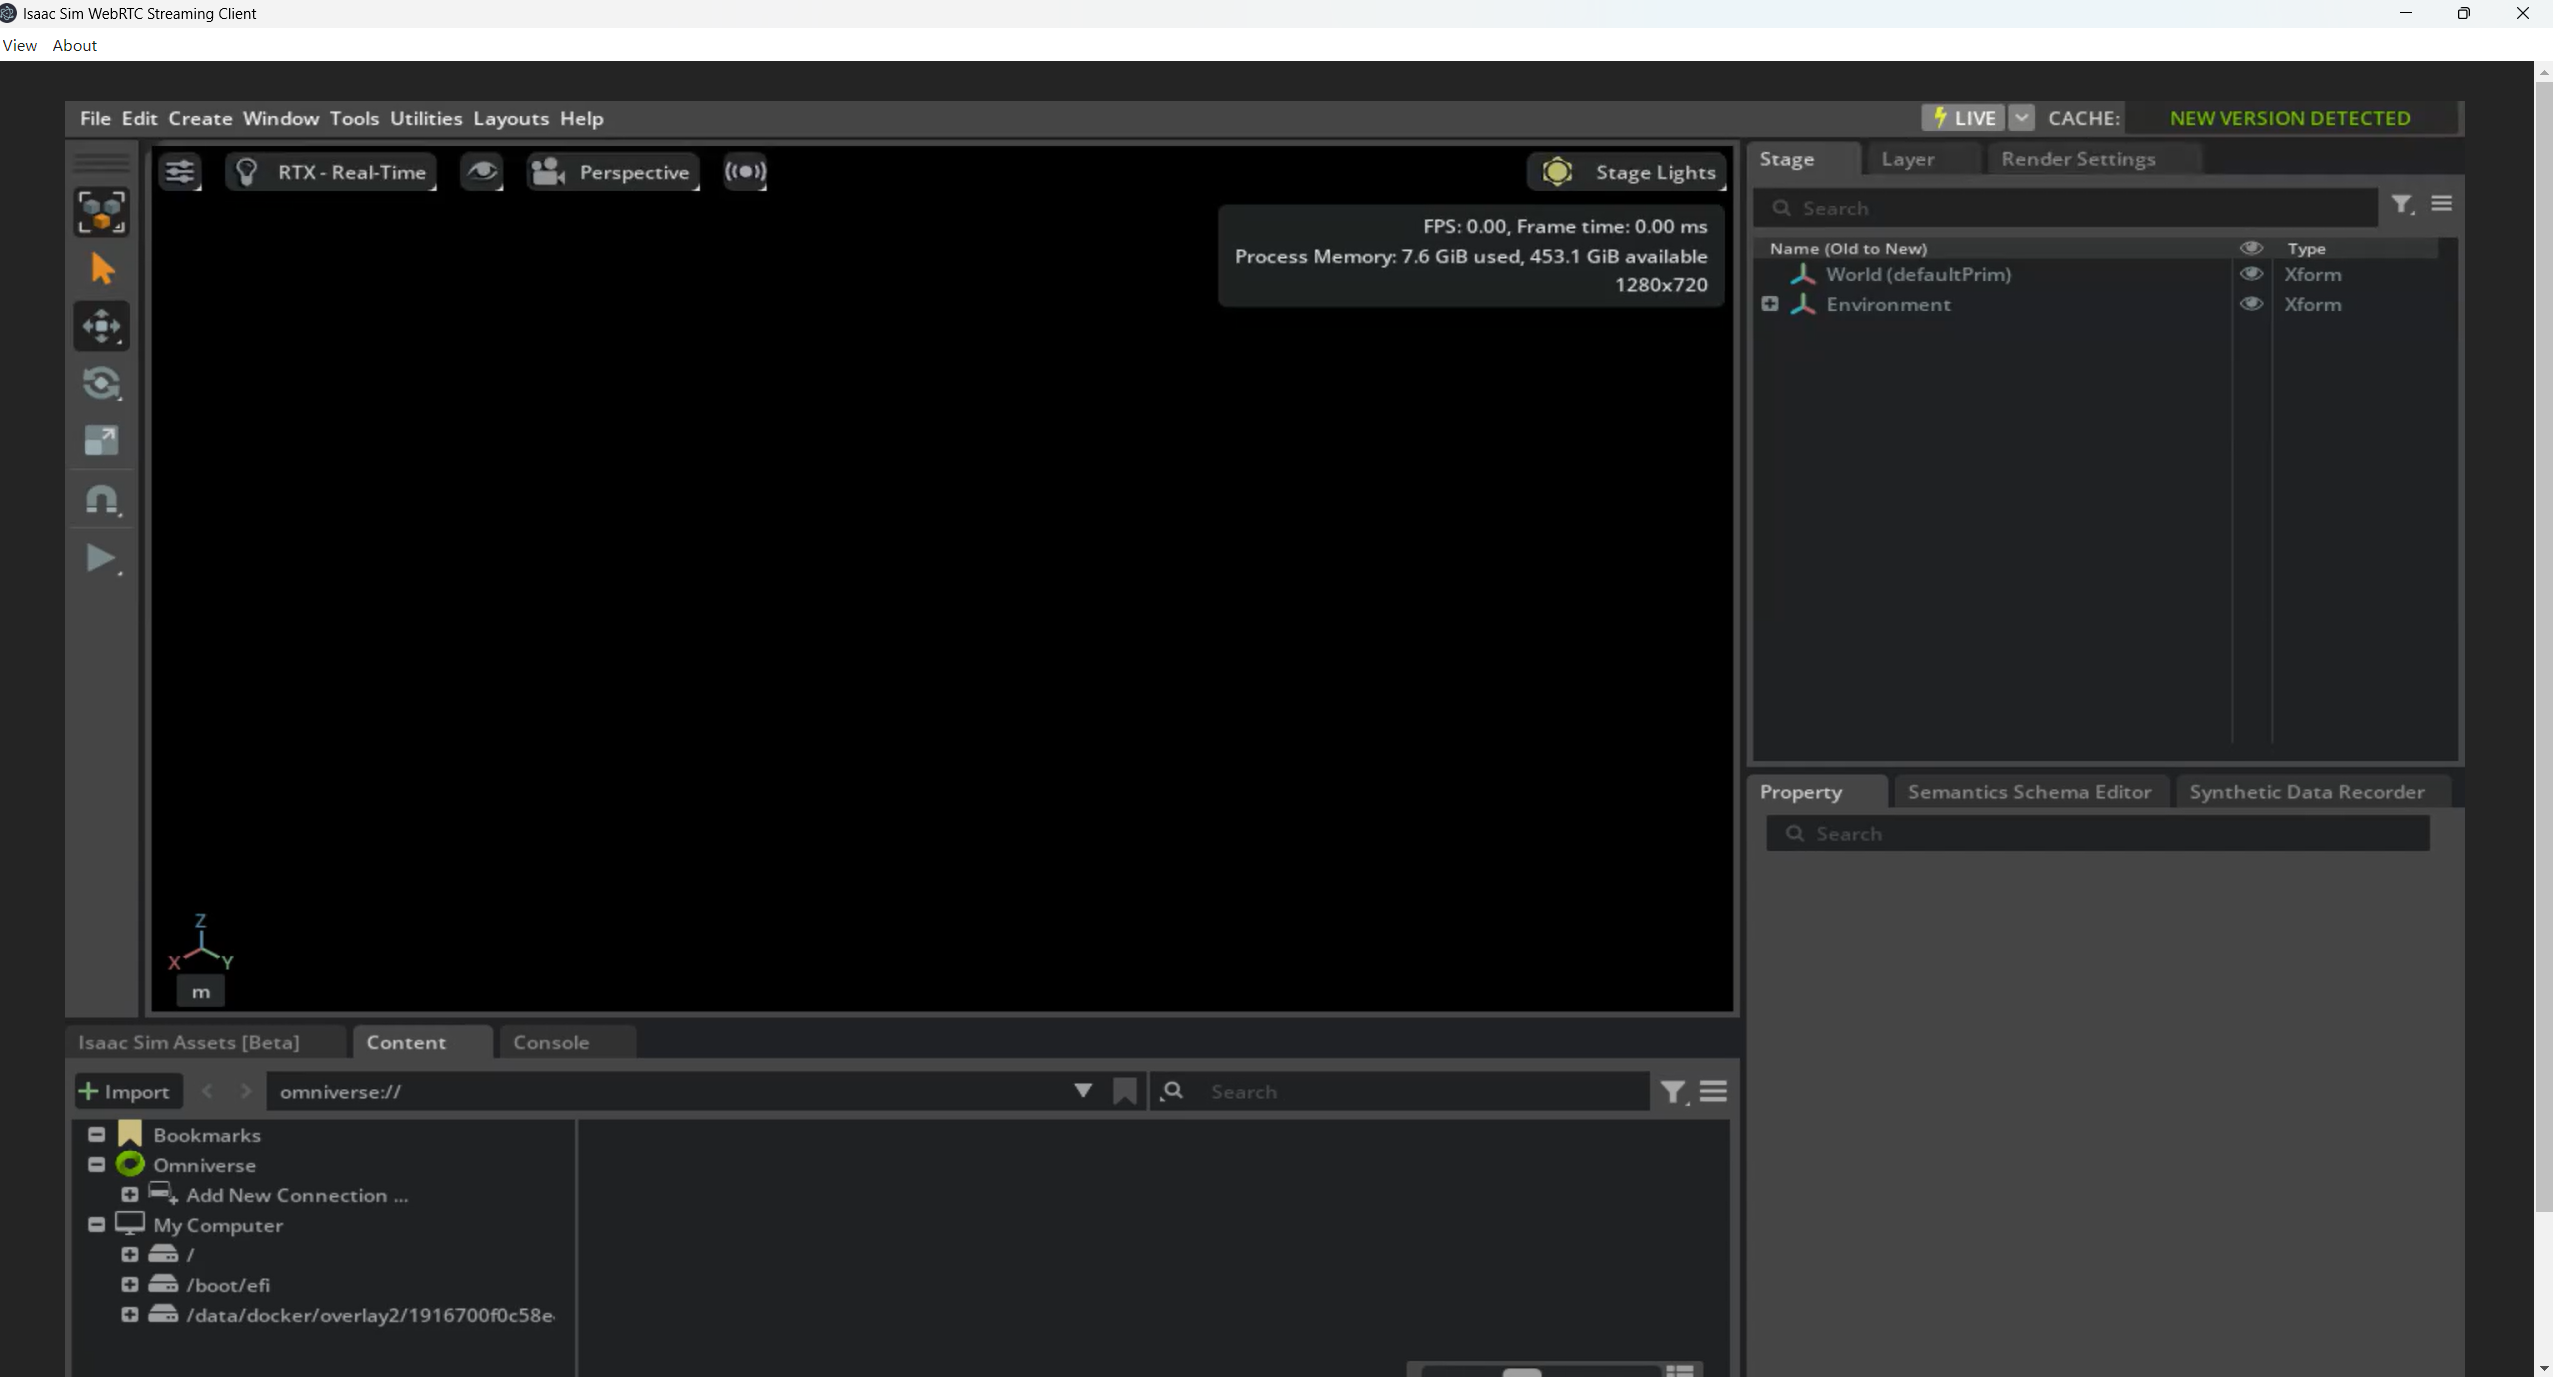 Isaac Sim WebRTC Streaming Client
View About
File Edit Create Window Tools Utilities Layouts Help
LIVE CACHE: NEW VERSION DETECTED
RTX - Real-Time Perspective Stage Lights
FPS: 0.00, Frame time: 0.00 ms
Process Memory: 7.6 GiB used, 453.1 GiB available
1280x720
Z
X Y
m
Stage Layer Render Settings
Search
Name (Old to New) Type
World (defaultPrim) Xform
Environment Xform
Property Semantics Schema Editor Synthetic Data Recorder
Search
Isaac Sim Assets [Beta] Content Console
Import omniverse:// Search
Bookmarks
Omniverse
Add New Connection ...
My Computer
/
/boot/efi
/data/docker/overlay2/1916700f0c58e